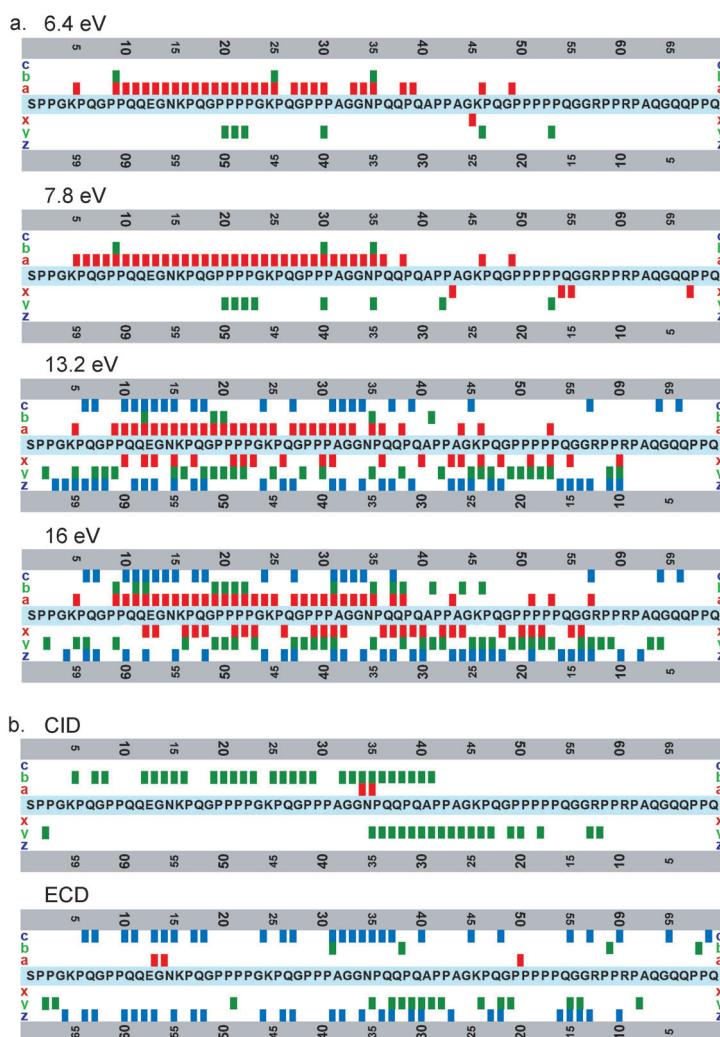 a. 6.4 eV
5 10 15 20 25 30 35 40 45 50 55 60 65
c c
b b
a a
SPPGKPQGPPQQEGNKPQGPPPPGKPQGPPPAGGNPQQPQAPPAGKPQGPPPPPQGGRPPRPAQGQQPPQ
x x
y y
z z
65 60 55 50 45 40 35 30 25 20 15 10 5
7.8 eV
5 10 15 20 25 30 35 40 45 50 55 60 65
c c
b b
a a
SPPGKPQGPPQQEGNKPQGPPPPGKPQGPPPAGGNPQQPQAPPAGKPQGPPPPPQGGRPPRPAQGQQPPQ
x x
y y
z z
65 60 55 50 45 40 35 30 25 20 15 10 5
13.2 eV
5 10 15 20 25 30 35 40 45 50 55 60 65
c c
b b
a a
SPPGKPQGPPQQEGNKPQGPPPPGKPQGPPPAGGNPQQPQAPPAGKPQGPPPPPQGGRPPRPAQGQQPPQ
x x
y y
z z
65 60 55 50 45 40 35 30 25 20 15 10 5
16 eV
5 10 15 20 25 30 35 40 45 50 55 60 65
c c
b b
a a
SPPGKPQGPPQQEGNKPQGPPPPGKPQGPPPAGGNPQQPQAPPAGKPQGPPPPPQGGRPPRPAQGQQPPQ
x x
y y
z z
65 60 55 50 45 40 35 30 25 20 15 10 5
b. CID
5 10 15 20 25 30 35 40 45 50 55 60 65
c c
b b
a a
SPPGKPQGPPQQEGNKPQGPPPPGKPQGPPPAGGNPQQPQAPPAGKPQGPPPPPQGGRPPRPAQGQQPPQ
x x
y y
z z
65 60 55 50 45 40 35 30 25 20 15 10 5
ECD
5 10 15 20 25 30 35 40 45 50 55 60 65
c c
b b
a a
SPPGKPQGPPQQEGNKPQGPPPPGKPQGPPPAGGNPQQPQAPPAGKPQGPPPPPQGGRPPRPAQGQQPPQ
x x
y y
z z
65 60 55 50 45 40 35 30 25 20 15 10 5